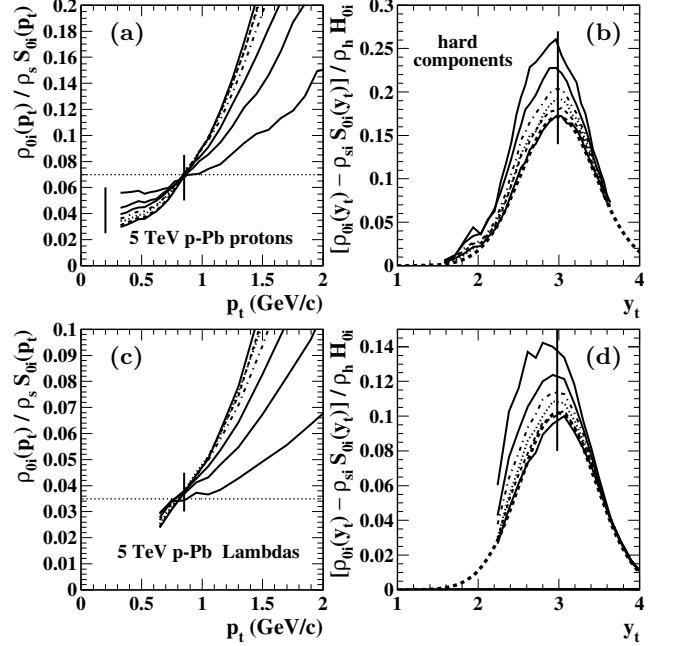 ρ0i(pt) / ρs S0i(pt)
0.2
0.18
0.16
0.14
0.12
0.1
0.08
0.06
0.04
0.02
0
(a)
5 TeV p-Pb protons
0 0.5 1 1.5 2
pt (GeV/c)
[ρ0i(yt) − ρsi S0i(yt)] / ρh H0i
0.3
0.25
0.2
0.15
0.1
0.05
0
hard
components
(b)
1 2 3 4
yt
ρ0i(pt) / ρs S0i(pt)
0.1
0.09
0.08
0.07
0.06
0.05
0.04
0.03
0.02
0.01
0
(c)
5 TeV p-Pb Lambdas
0 0.5 1 1.5 2
pt (GeV/c)
[ρ0i(yt) − ρsi S0i(yt)] / ρh H0i
0.14
0.12
0.1
0.08
0.06
0.04
0.02
0
(d)
1 2 3 4
yt